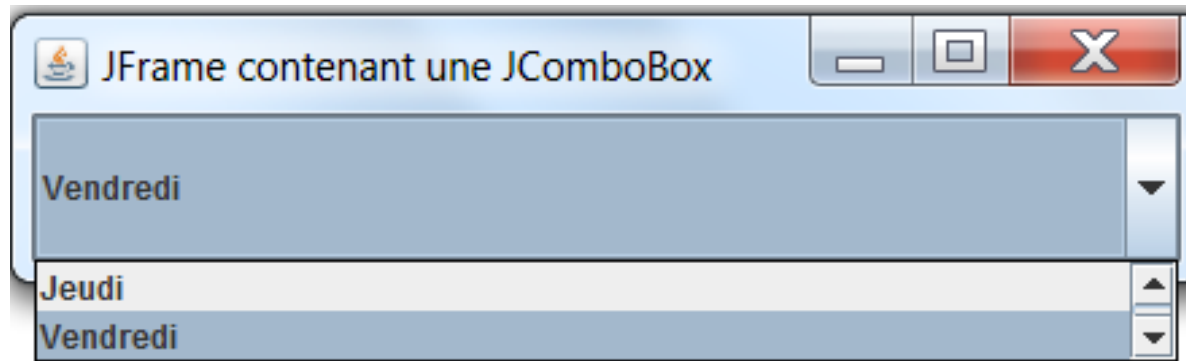 JFrame contenant une JComboBox
Vendredi
Jeudi
Vendredi